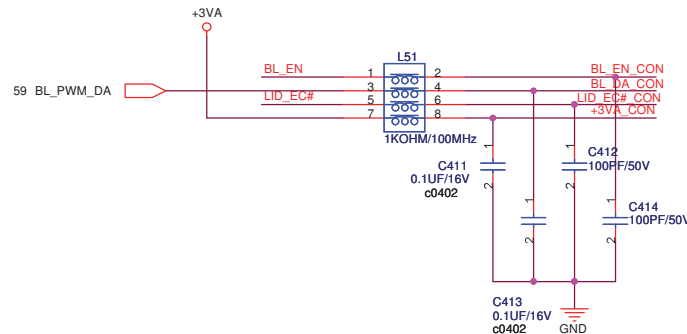 +3VA
L51
BL_EN 1 2 BL_EN_CON
59 BL_PWM_DA 3 4 BL_DA_CON
LID_EC# 5 6 LID_EC#_CON
7 8 +3VA_CON
1KOHM/100MHz
1 C411 2
0.1UF/16V
c0402
1 C412 2
100PF/50V
1 C414 2
100PF/50V
1 2
C413
0.1UF/16V
c0402
GND